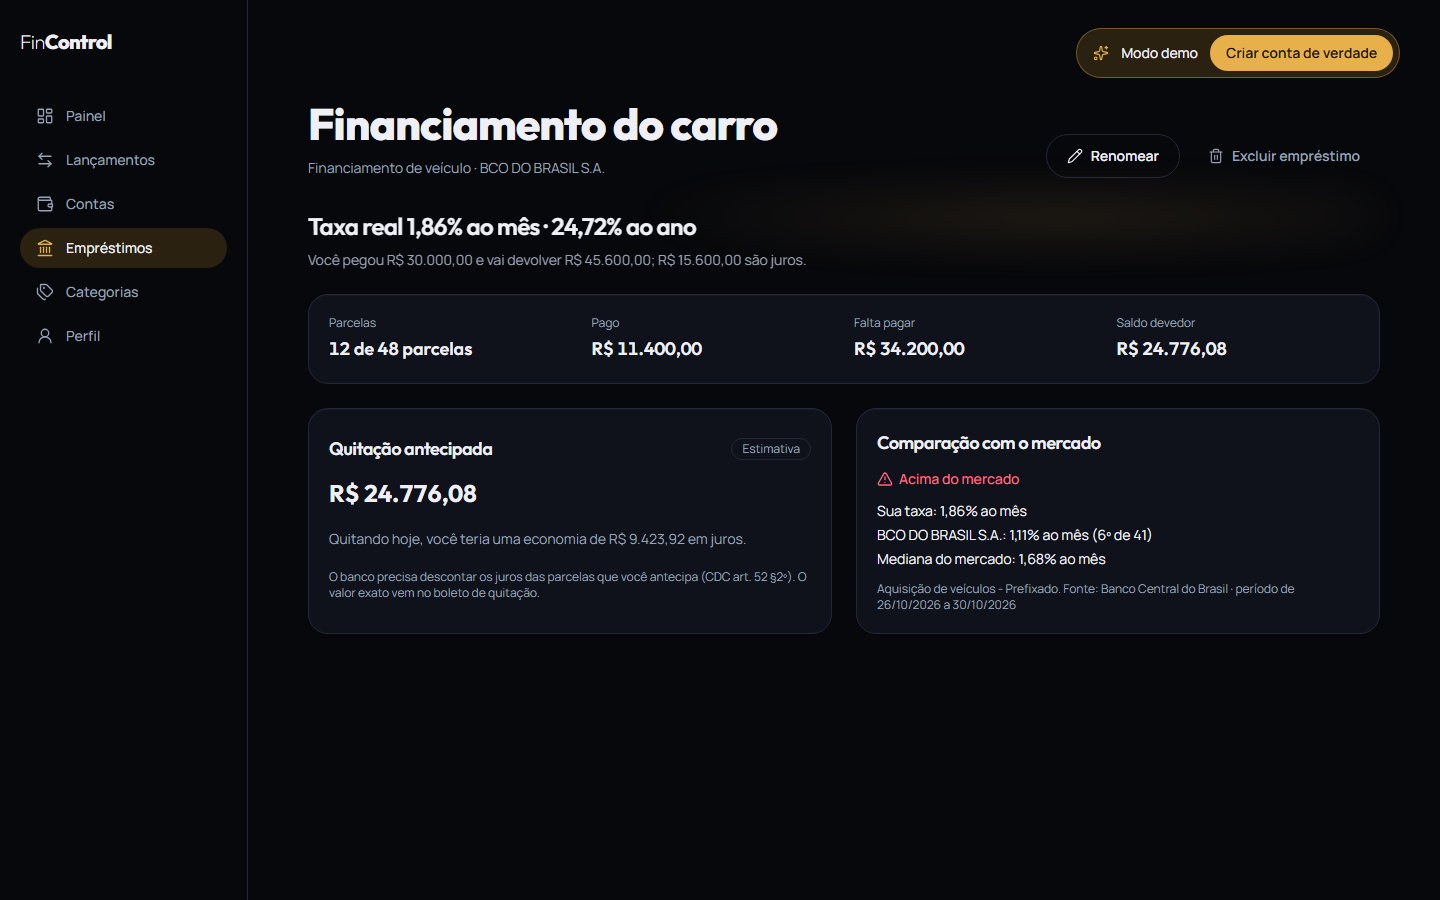 FinControl
Modo demo
Criar conta de verdade
Painel
Lançamentos
Contas
Empréstimos
Categorias
Perfil
Financiamento do carro
Financiamento de veículo · BCO DO BRASIL S.A.
Renomear
Excluir empréstimo
Taxa real 1,86% ao mês · 24,72% ao ano
Você pegou R$ 30.000,00 e vai devolver R$ 45.600,00; R$ 15.600,00 são juros.
Parcelas
12 de 48 parcelas
Pago
R$ 11.400,00
Falta pagar
R$ 34.200,00
Saldo devedor
R$ 24.776,08
Quitação antecipada
Estimativa
R$ 24.776,08
Quitando hoje, você teria uma economia de R$ 9.423,92 em juros.
O banco precisa descontar os juros das parcelas que você antecipa (CDC art. 52 §2º). O
valor exato vem no boleto de quitação.
Comparação com o mercado
Acima do mercado
Sua taxa: 1,86% ao mês
BCO DO BRASIL S.A.: 1,11% ao mês (6º de 41)
Mediana do mercado: 1,68% ao mês
Aquisição de veículos - Prefixado. Fonte: Banco Central do Brasil · período de
26/10/2026 a 30/10/2026